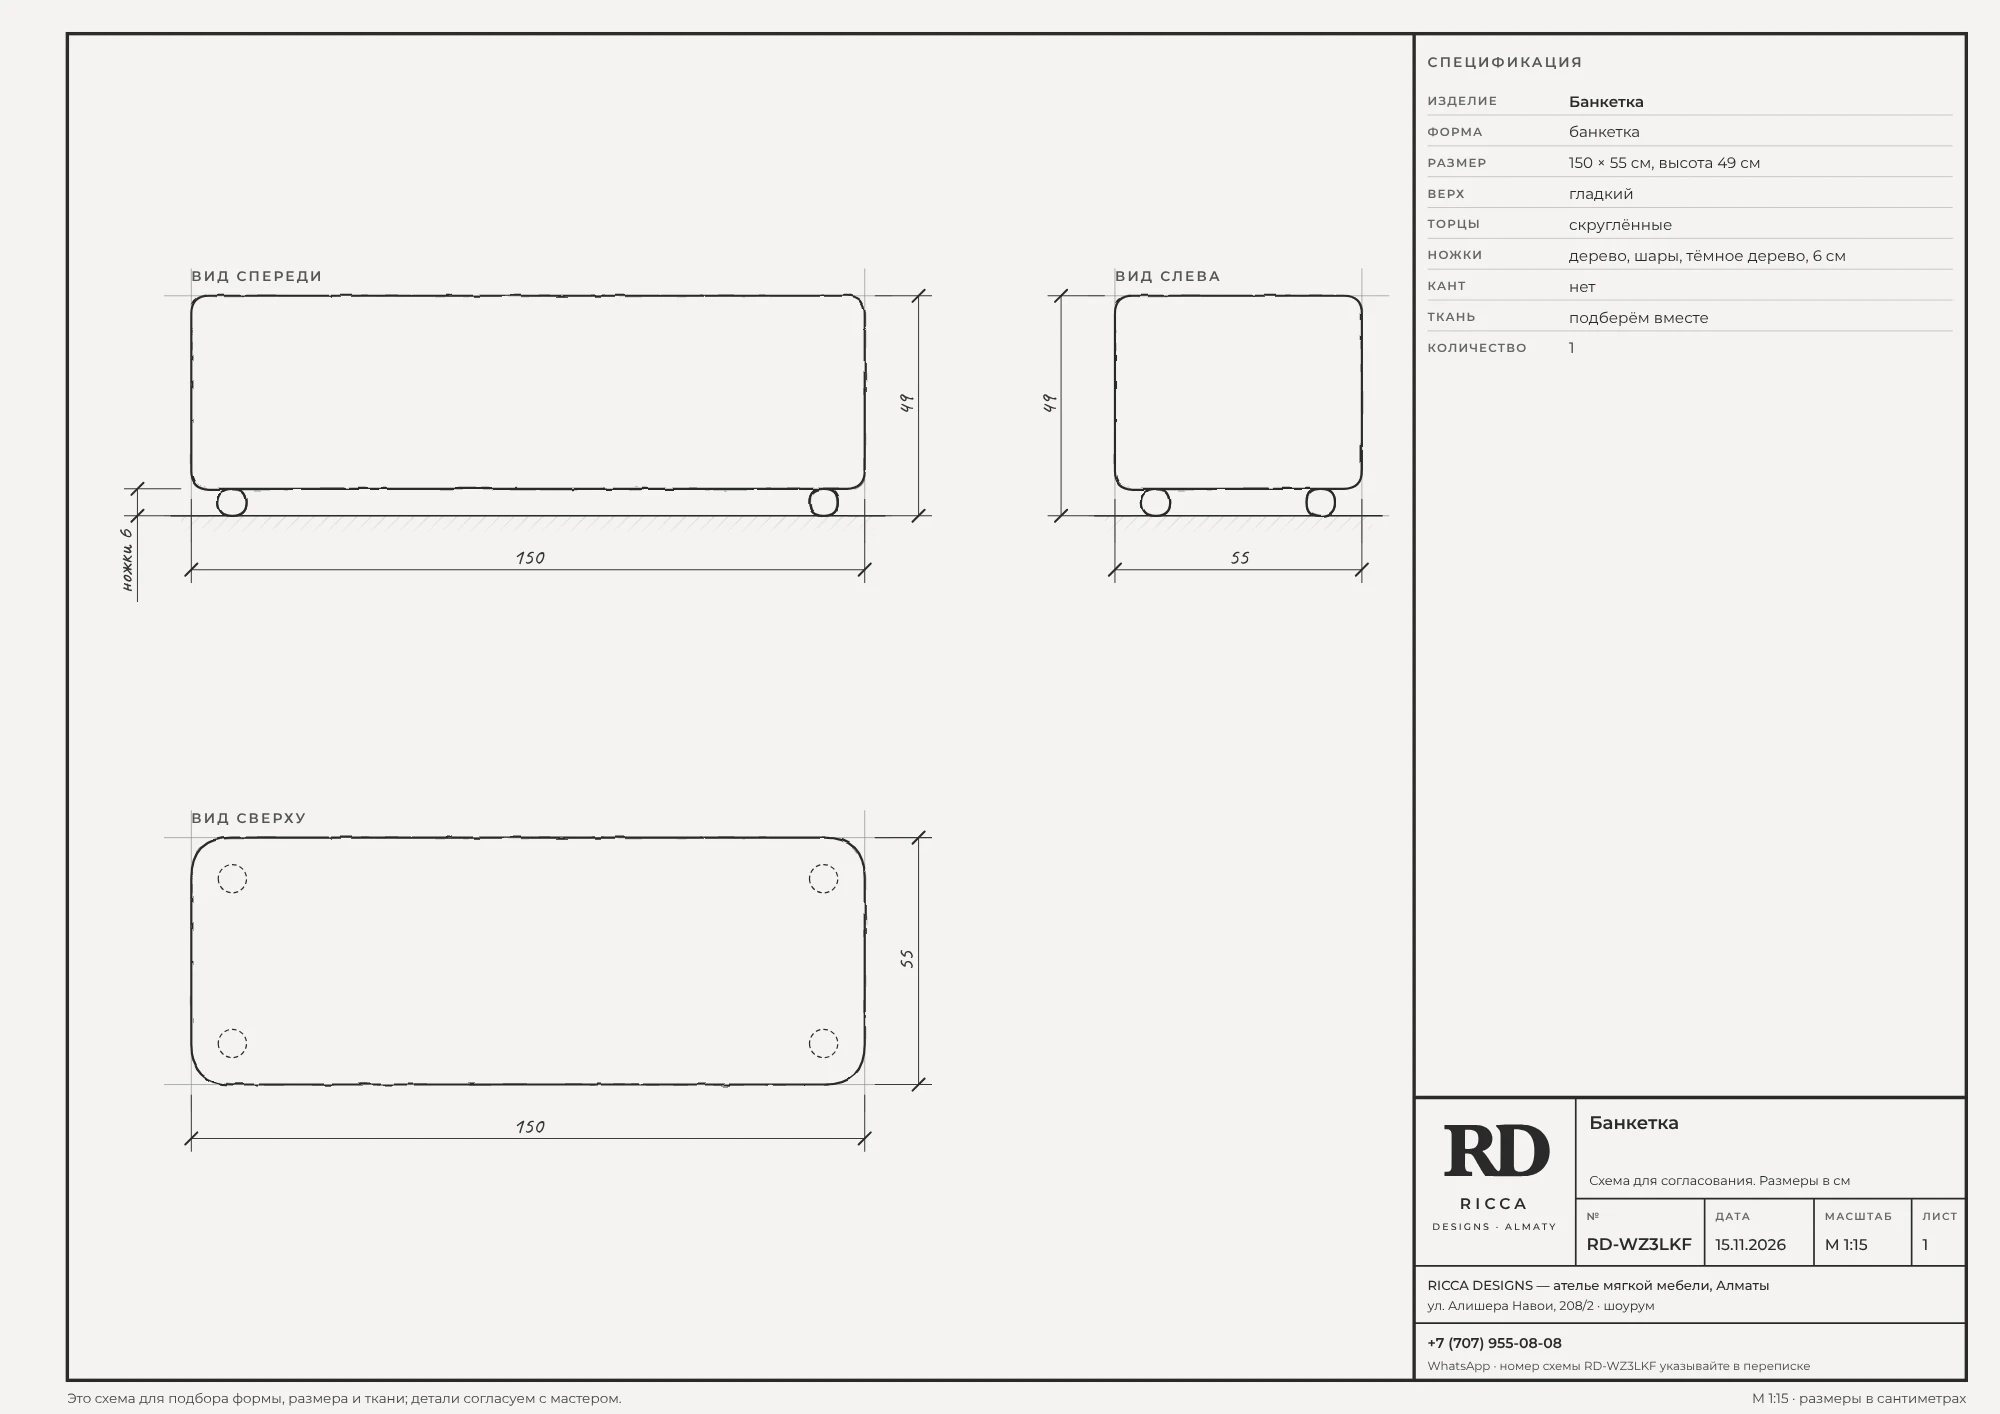 ВИД СПЕРЕДИ
49
ножки 6
150
ВИД СЛЕВА
49
55
ВИД СВЕРХУ
55
150
СПЕЦИФИКАЦИЯ
ИЗДЕЛИЕ Банкетка
ФОРМА банкетка
РАЗМЕР 150 × 55 см, высота 49 см
ВЕРХ гладкий
ТОРЦЫ скруглённые
НОЖКИ дерево, шары, тёмное дерево, 6 см
КАНТ нет
ТКАНЬ подберём вместе
КОЛИЧЕСТВО 1
RD
RICCA
DESIGNS · ALMATY
Банкетка
Схема для согласования. Размеры в см
№ ДАТА МАСШТАБ ЛИСТ
RD-WZ3LKF 15.11.2026 М 1:15 1
RICCA DESIGNS — ателье мягкой мебели, Алматы
ул. Алишера Навои, 208/2 · шоурум
+7 (707) 955-08-08
WhatsApp · номер схемы RD-WZ3LKF указывайте в переписке
Это схема для подбора формы, размера и ткани; детали согласуем с мастером.
М 1:15 · размеры в сантиметрах